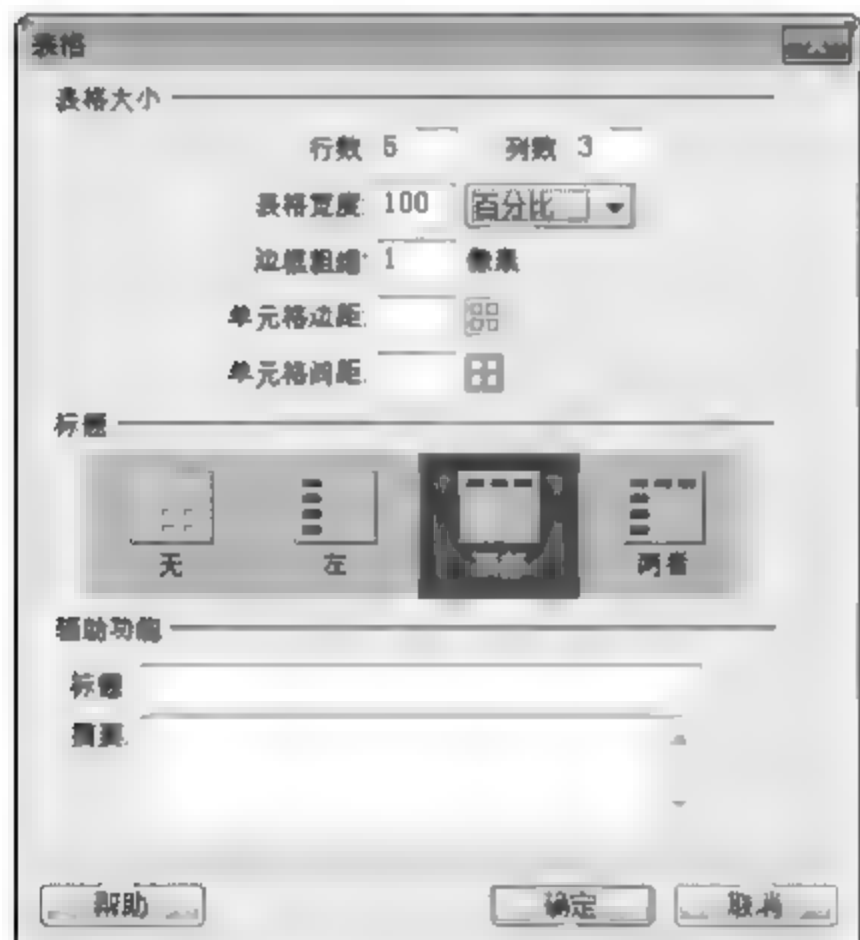 表格
表格大小
行数 5 列数 3
表格宽度: 100 百分比
边框粗细: 1 像素
单元格边距:
单元格间距:
标题
无 左 两者
辅助功能
标题
摘要:
帮助 确定 取消